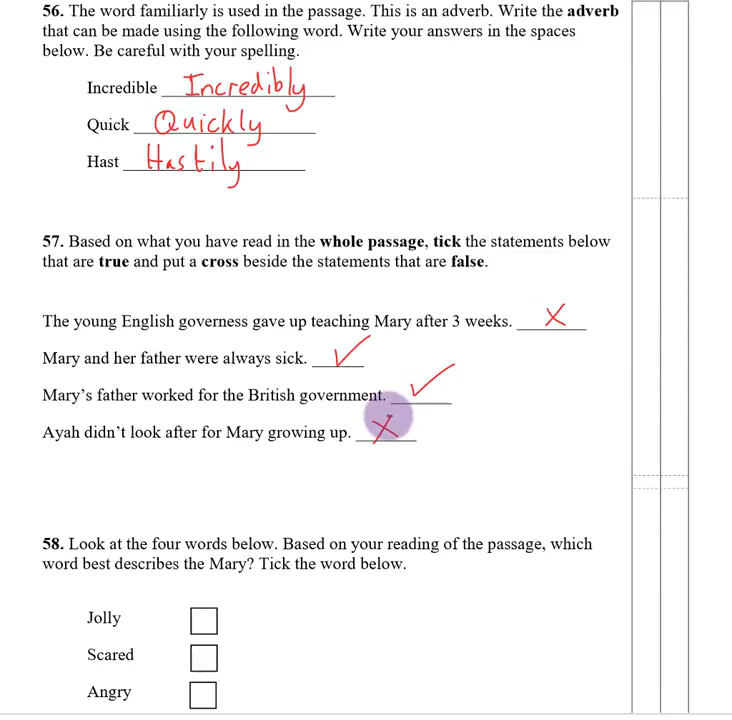 56. The word familiarly is used in the passage. This is an adverb. Write the adverb
that can be made using the following word. Write your answers in the spaces
below. Be careful with your spelling.
Incredible Incredibly
Quick Quickly
Hast Hastily
57. Based on what you have read in the whole passage, tick the statements below
that are true and put a cross beside the statements that are false.
The young English governess gave up teaching Mary after 3 weeks. ✗
Mary and her father were always sick. ✓
Mary's father worked for the British government. ✓
Ayah didn't look after for Mary growing up. ✗
58. Look at the four words below. Based on your reading of the passage, which
word best describes the Mary? Tick the word below.
Jolly
Scared
Angry